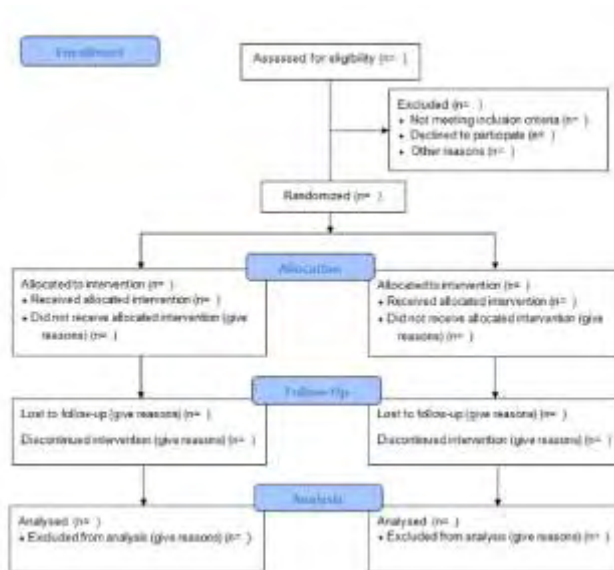 Enrollment
Assessed for eligibility (n= )
Excluded (n= )
• Not meeting inclusion criteria (n= )
• Declined to participate (n= )
• Other reasons (n= )
Randomized (n= )
Allocation
Allocated to intervention (n= )
• Received allocated intervention (n= )
• Did not receive allocated intervention (give
reasons) (n= )
Allocated to intervention (n= )
• Received allocated intervention (n= )
• Did not receive allocated intervention (give
reasons) (n= )
Follow-Up
Lost to follow-up (give reasons) (n= )
Discontinued intervention (give reasons) (n= )
Lost to follow-up (give reasons) (n= )
Discontinued intervention (give reasons) (n= )
Analysis
Analysed (n= )
• Excluded from analysis (give reasons) (n= )
Analysed (n= )
• Excluded from analysis (give reasons) (n= )